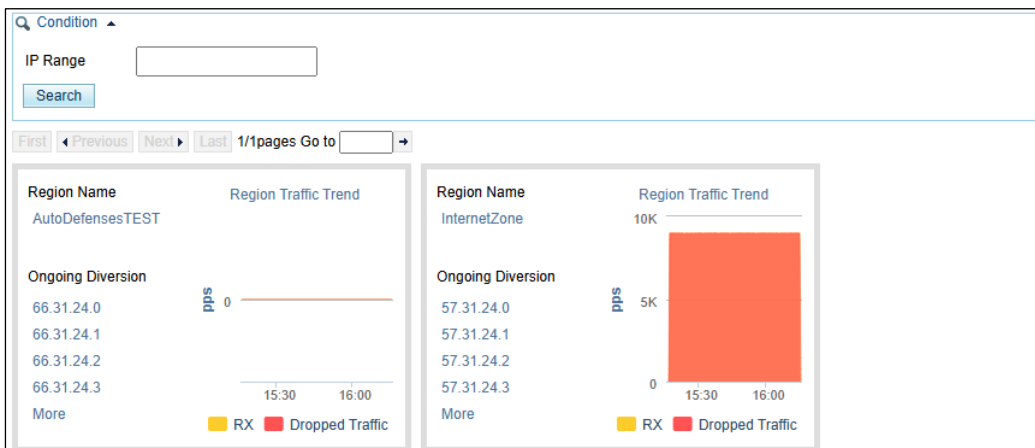 Condition
IP Range
Search
First Previous Next Last 1/1pages Go to
Region Name
AutoDefensesTEST
Ongoing Diversion
66.31.24.0
66.31.24.1
66.31.24.2
66.31.24.3
More
Region Traffic Trend
pps
0
15:30 16:00
RX Dropped Traffic
Region Name
InternetZone
Ongoing Diversion
57.31.24.0
57.31.24.1
57.31.24.2
57.31.24.3
More
Region Traffic Trend
10K
pps
5K
0
15:30 16:00
RX Dropped Traffic